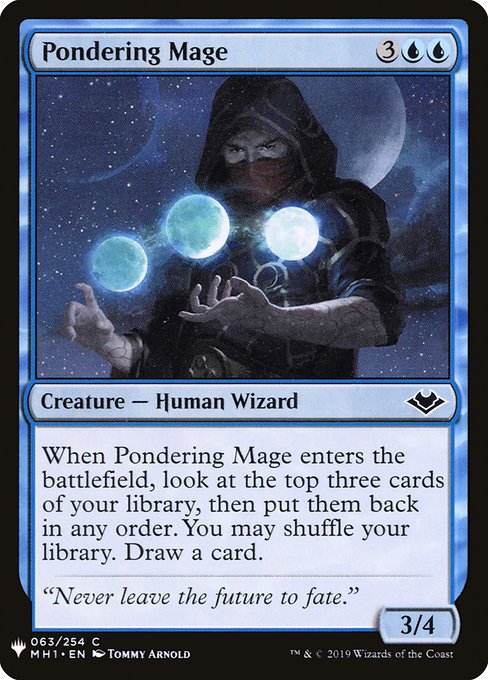 Pondering Mage 3
Creature — Human Wizard
When Pondering Mage enters the
battlefield, look at the top three cards
of your library, then put them back
in any order. You may shuffle your
library. Draw a card.
“Never leave the future to fate.”
3/4
063/254 C
MH1 • EN Tommy Arnold
™ & © 2019 Wizards of the Coast